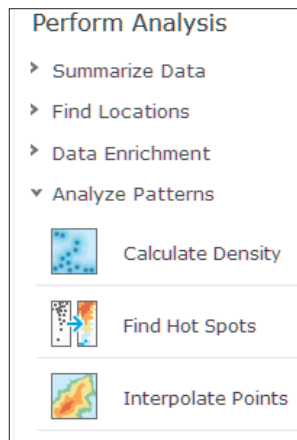 Perform Analysis
Summarize Data
Find Locations
Data Enrichment
Analyze Patterns
Calculate Density
Find Hot Spots
Interpolate Points